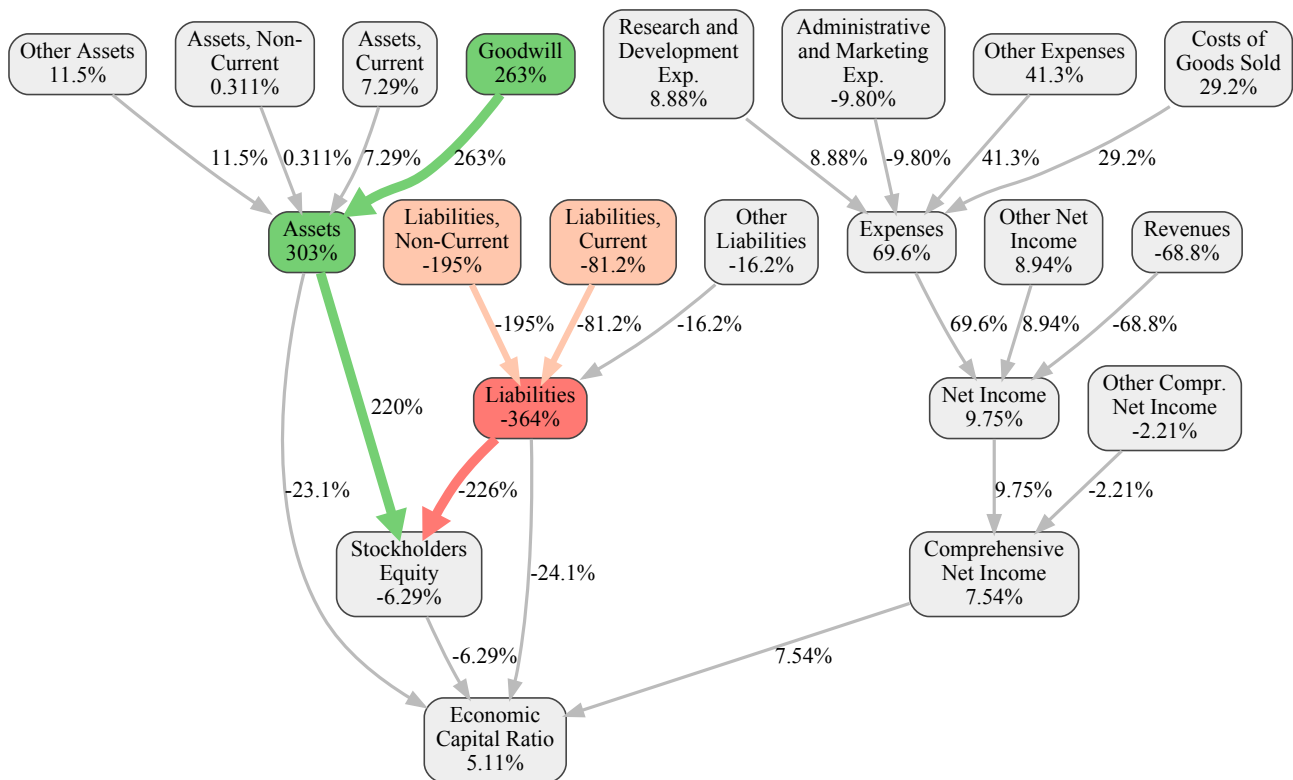 Other Assets
11.5%
Assets, Non-
Current
0.311%
Assets,
Current
7.29%
Goodwill
263%
Research and
Development
Exp.
8.88%
Administrative
and Marketing
Exp.
-9.80%
Other Expenses
41.3%
Costs of
Goods Sold
29.2%
11.5%
0.311%
7.29%
263%
8.88%
-9.80%
41.3%
29.2%
Assets
303%
Liabilities,
Non-Current
-195%
Liabilities,
Current
-81.2%
Other
Liabilities
-16.2%
Expenses
69.6%
Other Net
Income
8.94%
Revenues
-68.8%
-195%
-81.2%
-16.2%
69.6%
8.94%
-68.8%
220%
Liabilities
-364%
Net Income
9.75%
Other Compr.
Net Income
-2.21%
-23.1%
-226%
9.75%
-2.21%
Stockholders
Equity
-6.29%
-24.1%
Comprehensive
Net Income
7.54%
-6.29%
7.54%
Economic
Capital Ratio
5.11%